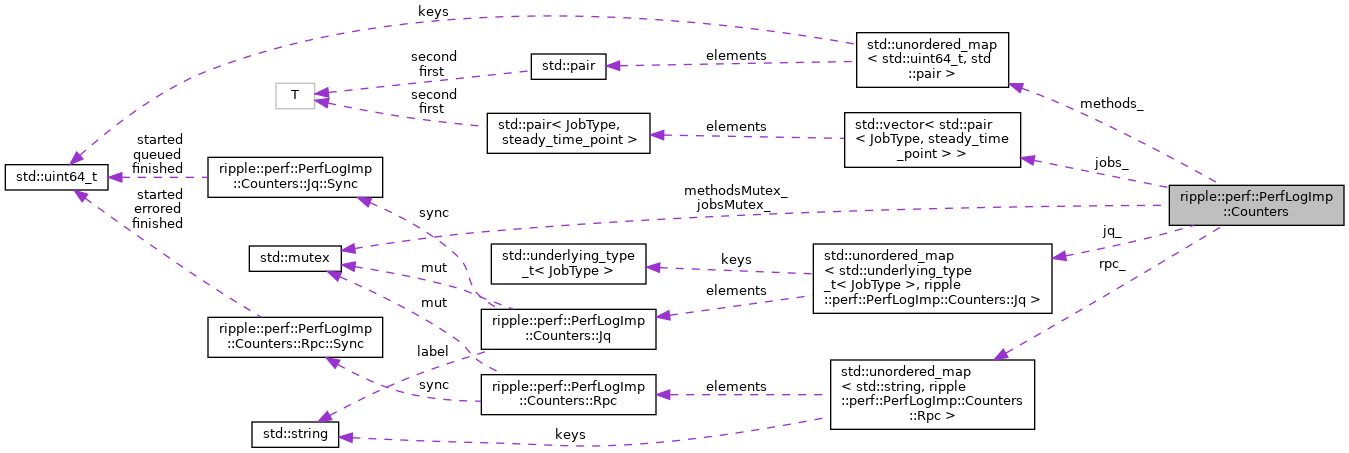 keys
std::unordered_map
< std::uint64_t, std
::pair >
elements
second
first
std::pair
T
methods_
second
first
std::pair< JobType,
steady_time_point >
elements
std::vector< std::pair
< JobType, steady_time
_point > >
started
queued
finished
ripple::perf::PerfLogImp
::Counters::Jq::Sync
jobs_
std::uint64_t
methodsMutex_
jobsMutex_
ripple::perf::PerfLogImp
::Counters
started
errored
finished
sync
jq_
std::mutex
std::underlying_type
_t< JobType >
keys
std::unordered_map
< std::underlying_type
_t< JobType >, ripple
::perf::PerfLogImp::Counters::Jq >
rpc_
mut
elements
mut
ripple::perf::PerfLogImp
::Counters::Jq
ripple::perf::PerfLogImp
::Counters::Rpc::Sync
label
std::unordered_map
< std::string, ripple
::perf::PerfLogImp::Counters
::Rpc >
sync
ripple::perf::PerfLogImp
::Counters::Rpc
elements
std::string
keys